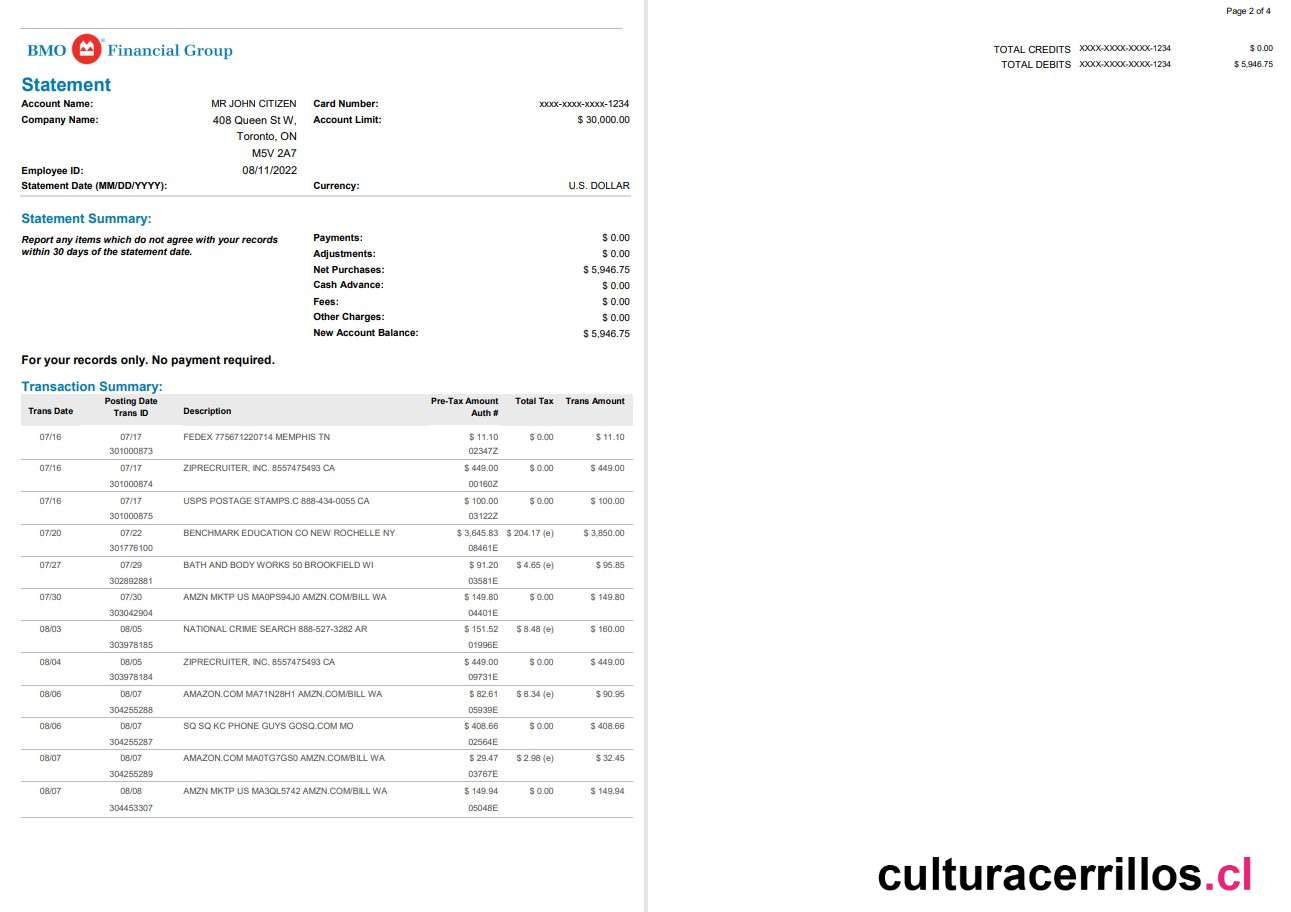 BMO Financial Group
Statement
Account Name: MR JOHN CITIZEN Card Number: xxxx-xxxx-xxxx-1234
Company Name: 408 Queen St W, Account Limit: $ 30,000.00
Toronto, ON
M5V 2A7
Employee ID: 08/11/2022
Statement Date (MM/DD/YYYY): Currency: U.S. DOLLAR
Statement Summary:
Report any items which do not agree with your records
within 30 days of the statement date.
Payments: $ 0.00
Adjustments: $ 0.00
Net Purchases: $ 5,946.75
Cash Advance: $ 0.00
Fees: $ 0.00
Other Charges: $ 0.00
New Account Balance: $ 5,946.75
For your records only. No payment required.
Transaction Summary:
Posting Date Pre-Tax Amount Total Tax Trans Amount
Trans Date Trans ID Description Auth #
07/16 07/17 FEDEX 775671220714 MEMPHIS TN $ 11.10 $ 0.00 $ 11.10
301000873 02347Z
07/16 07/17 ZIPRECRUITER, INC. 8557475493 CA $ 449.00 $ 0.00 $ 449.00
301000874 00160Z
07/16 07/17 USPS POSTAGE STAMPS.C 888-434-0055 CA $ 100.00 $ 0.00 $ 100.00
301000875 03122Z
07/20 07/22 BENCHMARK EDUCATION CO NEW ROCHELLE NY $ 3,645.83 $ 204.17 (e) $ 3,850.00
301776100 08461E
07/27 07/29 BATH AND BODY WORKS 50 BROOKFIELD WI $ 91.20 $ 4.65 (e) $ 95.85
302892881 03581E
07/30 07/30 AMZN MKTP US MA0PS94J0 AMZN.COM/BILL WA $ 149.80 $ 0.00 $ 149.80
303042904 04401E
08/03 08/05 NATIONAL CRIME SEARCH 888-527-3282 AR $ 151.52 $ 8.48 (e) $ 160.00
303978185 01996E
08/04 08/05 ZIPRECRUITER, INC. 8557475493 CA $ 449.00 $ 0.00 $ 449.00
303978184 09731E
08/06 08/07 AMAZON.COM MA71N28H1 AMZN.COM/BILL WA $ 82.61 $ 8.34 (e) $ 90.95
304255288 05939E
08/06 08/07 SQ SQ KC PHONE GUYS GOSQ.COM MO $ 408.66 $ 0.00 $ 408.66
304255287 02564E
08/07 08/07 AMAZON.COM MA0TG7GS0 AMZN.COM/BILL WA $ 29.47 $ 2.98 (e) $ 32.45
304255289 03767E
08/07 08/08 AMZN MKTP US MA3QL5742 AMZN.COM/BILL WA $ 149.94 $ 0.00 $ 149.94
304453307 05048E
Page 2 of 4
TOTAL CREDITS XXXX-XXXX-XXXX-1234 $ 0.00
TOTAL DEBITS XXXX-XXXX-XXXX-1234 $ 5,946.75
culturacerrillos.cl